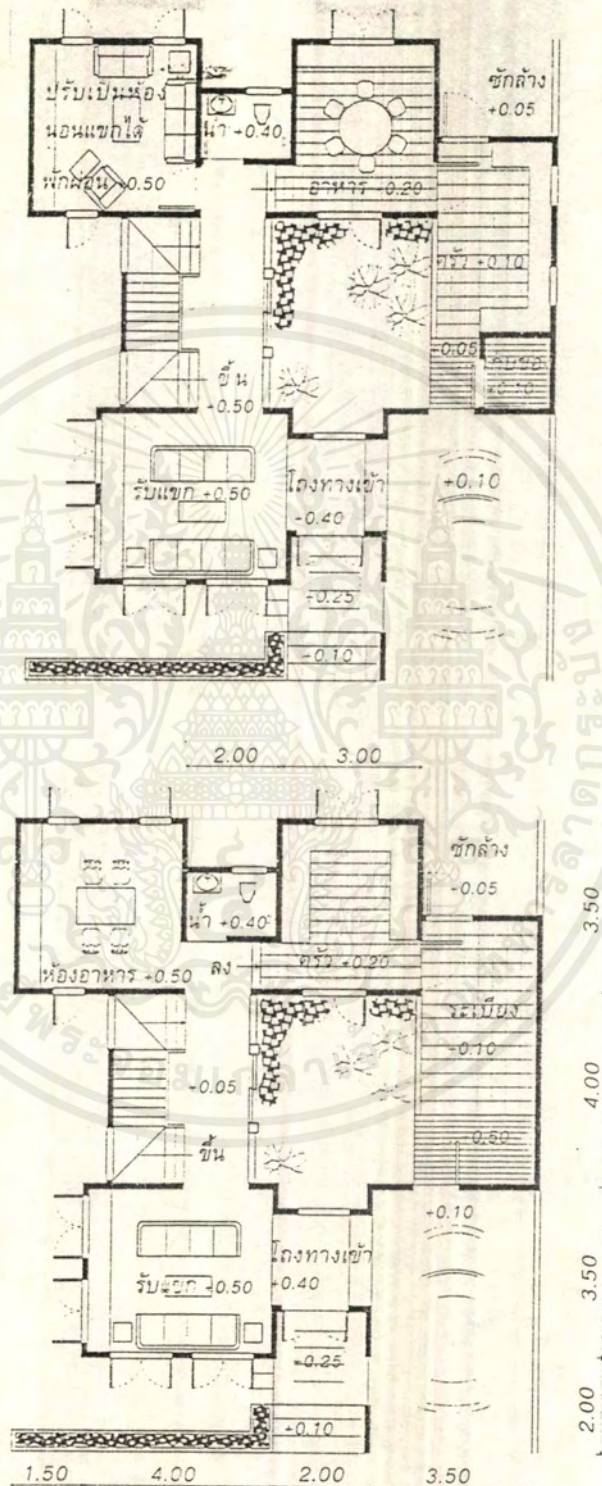 ปรับเป็นห้อง
นอนแขกได้
พักผ่อน +0.50
น้ำ +0.40
ซักล้าง
+0.05
อาหาร +0.20
ครัว +0.10
+0.05
ขึ้น
+0.50
รับแขก +0.50
โถงทางเข้า
+0.40
+0.10
+0.25
+0.10
2.00 3.00
ซักล้าง
-0.05
น้ำ +0.40
ห้องอาหาร +0.50
ลง
ครัว +0.20
ระเบียง
+0.10
+0.05
ขึ้น
+0.50
+0.10
รับแขก +0.50
โถงทางเข้า
+0.40
+0.25
+0.10
3.50
4.00
3.50
2.00
1.50 4.00 2.00 3.50